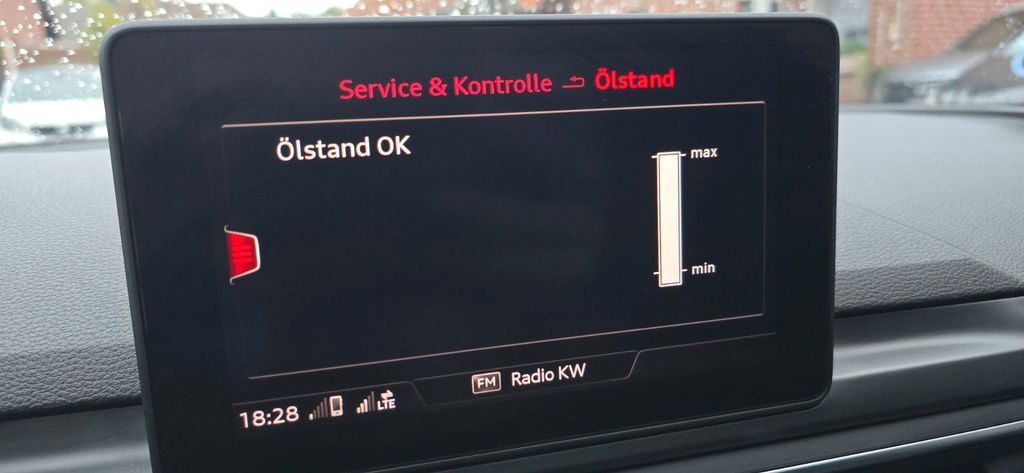 Service & Kontrolle Ölstand
Ölstand OK
max
min
FM Radio KW
18:28 LTE